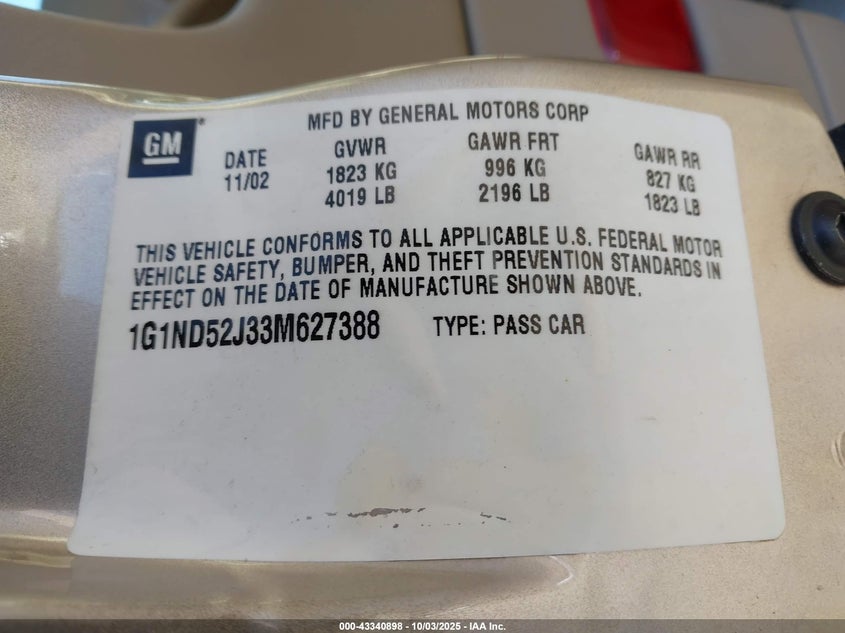 GM
MFD BY GENERAL MOTORS CORP
DATE
11/02
GVWR
1823 KG
4019 LB
GAWR FRT
996 KG
2196 LB
GAWR RR
827 KG
1823 LB
THIS VEHICLE CONFORMS TO ALL APPLICABLE U.S. FEDERAL MOTOR
VEHICLE SAFETY, BUMPER, AND THEFT PREVENTION STANDARDS IN
EFFECT ON THE DATE OF MANUFACTURE SHOWN ABOVE.
1G1ND52J33M627388 TYPE: PASS CAR
000-43340898 - 10/03/2025 - IAA Inc.